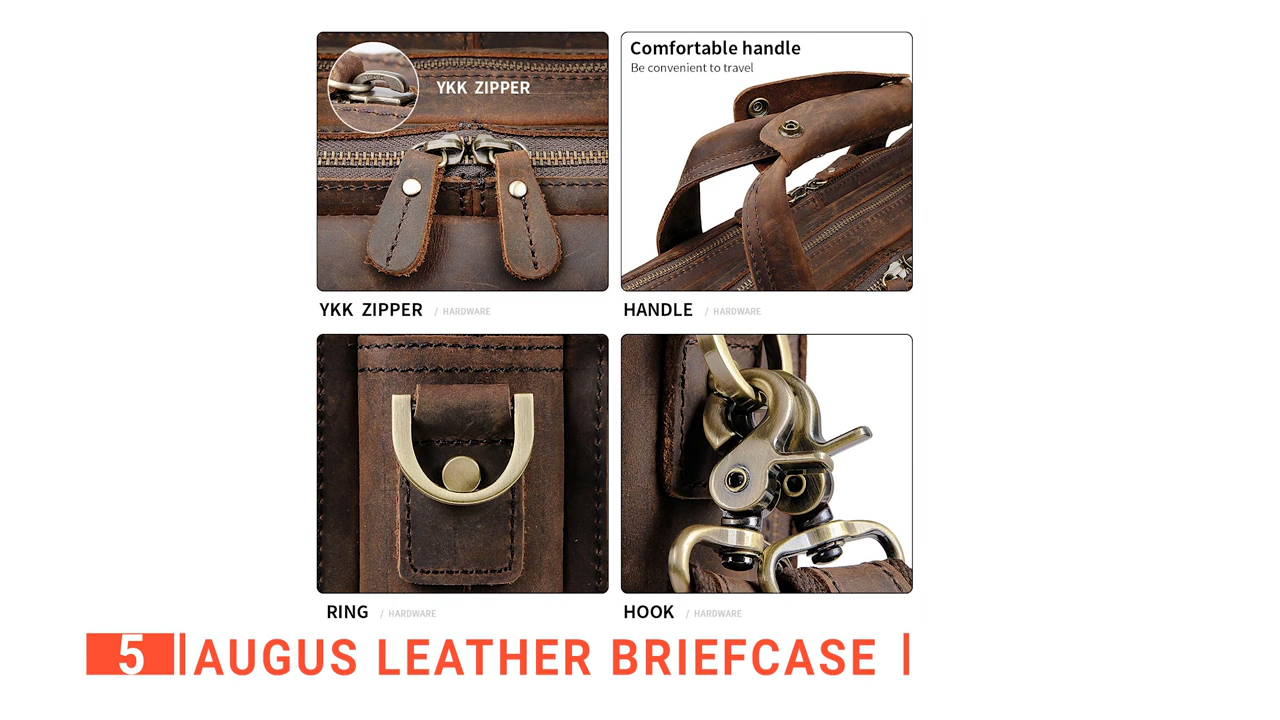 YKK ZIPPER
Comfortable handle
Be convenient to travel
YKK ZIPPER / HARDWARE
HANDLE / HARDWARE
RING / HARDWARE
HOOK / HARDWARE
5 AUGUS LEATHER BRIEFCASE